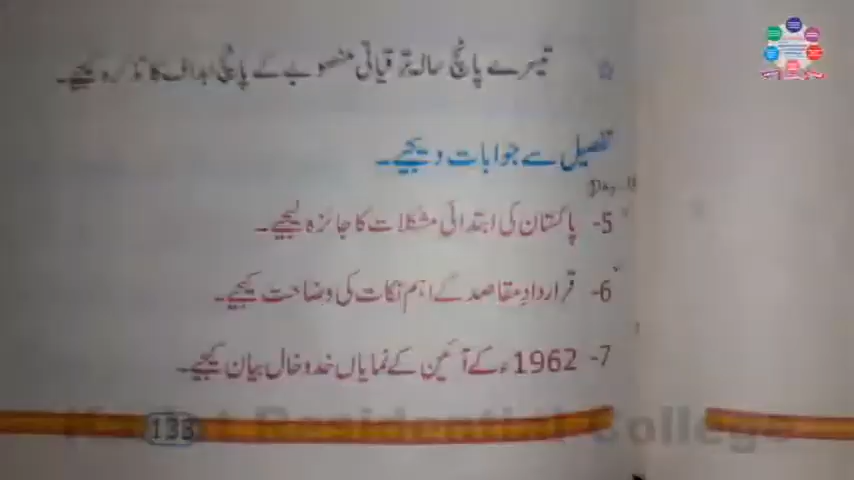 ☆ تیسرے پانچ سالہ ترقیاتی منصوبے کے پانچ اہداف کا تذکرہ کیجیے۔
تفصیل سے جوابات دیجیے۔
5- پاکستان کی ابتدائی مشکلات کا جائزہ لیجیے۔
6- قراردادِ مقاصد کے اہم نکات کی وضاحت کیجیے۔
7- 1962ء کے آئین کے نمایاں خدوخال بیان کیجیے۔
133
Residential College